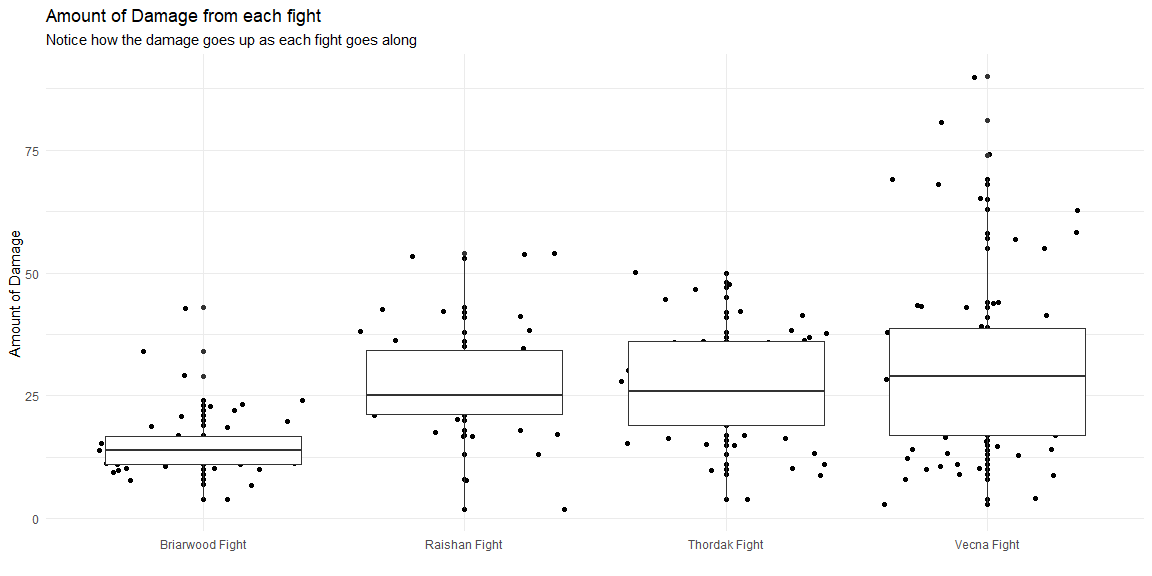 Amount of Damage from each fight
Notice how the damage goes up as each fight goes along
Amount of Damage
75
50
25
0
Briarwood Fight
Raishan Fight
Thordak Fight
Vecna Fight